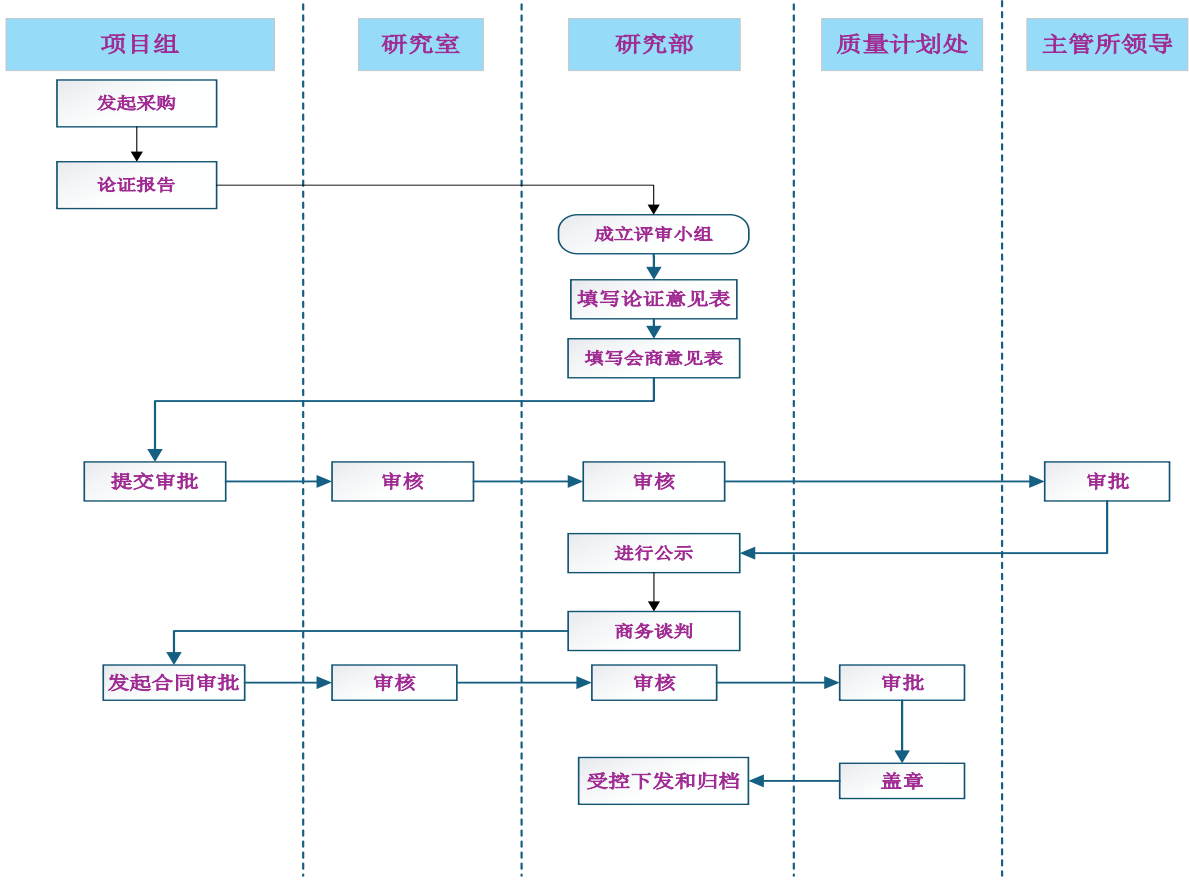 项目组
研究室
研究部
质量计划处
主管所领导
发起采购
论证报告
成立评审小组
填写论证意见表
填写会商意见表
提交审批
审核
审核
审批
进行公示
商务谈判
发起合同审批
审核
审核
审批
受控下发和归档
盖章